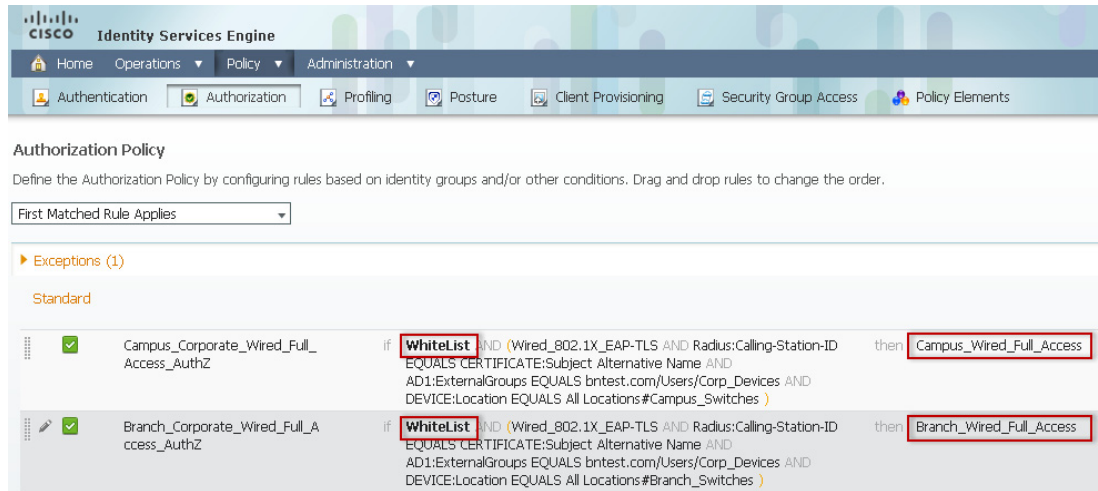 CISCO Identity Services Engine
Home Operations Policy Administration
Authentication Authorization Profiling Posture Client Provisioning Security Group Access Policy Elements
Authorization Policy
Define the Authorization Policy by configuring rules based on identity groups and/or other conditions. Drag and drop rules to change the order.
First Matched Rule Applies
Exceptions (1)
Standard
Campus_Corporate_Wired_Full_ if WhiteList AND (Wired_802.1X_EAP-TLS AND Radius:Calling-Station-ID then Campus_Wired_Full_Access
Access_AuthZ EQUALS CERTIFICATE:Subject Alternative Name AND
AD1:ExternalGroups EQUALS bntest.com/Users/Corp_Devices AND
DEVICE:Location EQUALS All Locations#Campus_Switches )
Branch_Corporate_Wired_Full_A if WhiteList AND (Wired_802.1X_EAP-TLS AND Radius:Calling-Station-ID then Branch_Wired_Full_Access
ccess_AuthZ EQUALS CERTIFICATE:Subject Alternative Name AND
AD1:ExternalGroups EQUALS bntest.com/Users/Corp_Devices AND
DEVICE:Location EQUALS All Locations#Branch_Switches )